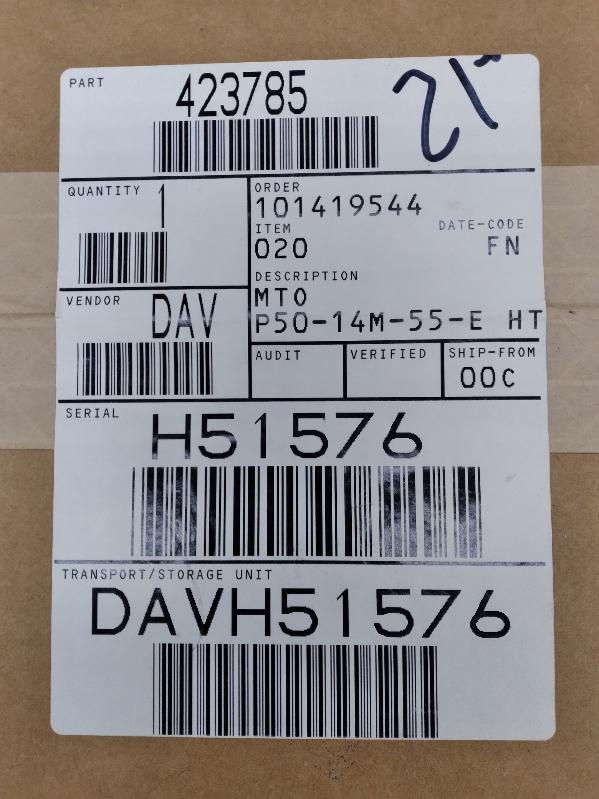 PART
423785
QUANTITY 1
ORDER
101419544
ITEM
020
DATE-CODE
FN
DESCRIPTION
MTO
P50-14M-55-E HT
VENDOR DAV
AUDIT
VERIFIED
SHIP-FROM
00C
SERIAL
H51576
TRANSPORT/STORAGE UNIT
DAVH51576